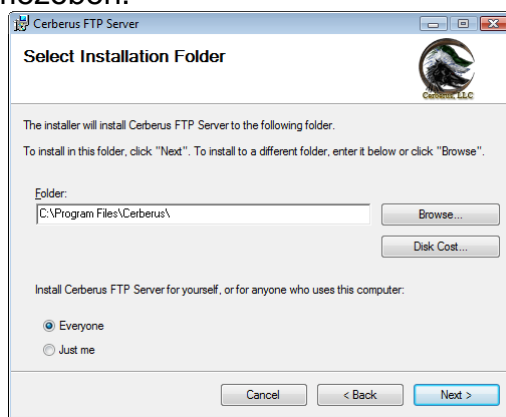 mezőben.
Cerberus FTP Server
Select Installation Folder
Cerberus, LLC
The installer will install Cerberus FTP Server to the following folder.
To install in this folder, click "Next". To install to a different folder, enter it below or click "Browse".
Folder:
C:\Program Files\Cerberus\
Browse...
Disk Cost...
Install Cerberus FTP Server for yourself, or for anyone who uses this computer:
Everyone
Just me
Cancel
< Back
Next >